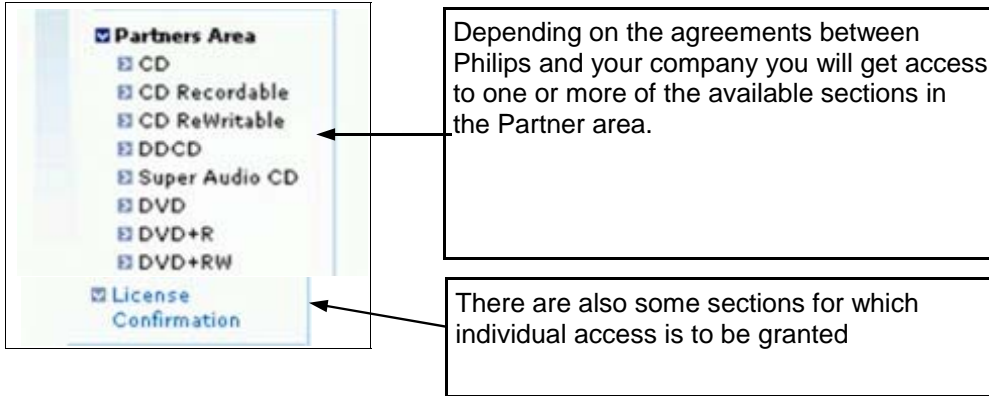 Partners Area
CD
CD Recordable
CD ReWritable
DDCD
Super Audio CD
DVD
DVD+R
DVD+RW
License
Confirmation
Depending on the agreements between
Philips and your company you will get access
to one or more of the available sections in
the Partner area.
There are also some sections for which
individual access is to be granted